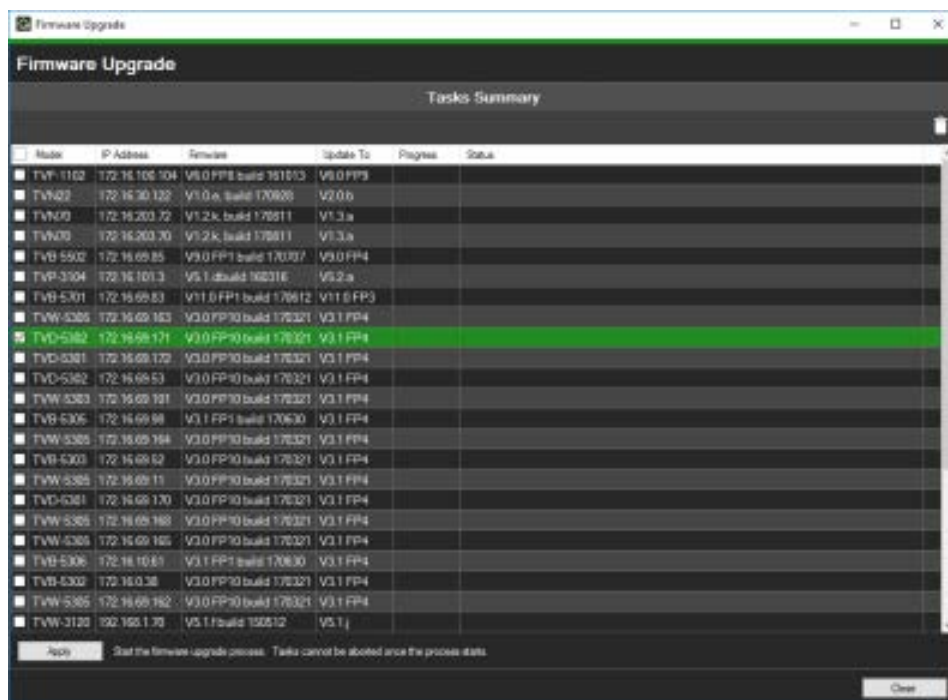 Firmware Upgrade
Firmware Upgrade
Tasks Summary
Model IP Address Firmware Update To Progress Status
TVF-1102 172.16.100.104 V6.0 FP8 build 161013 V6.0 FP9
TVN22 172.16.30.122 V1.0.e, build 170928 V2.0.b
TVN70 172.16.203.72 V1.2.k, build 170811 V1.3.a
TVN70 172.16.203.70 V1.2.k, build 170811 V1.3.a
TVB-5502 172.16.69.85 V9.0 FP1 build 170707 V9.0 FP4
TVP-3104 172.16.101.3 V5.1.dbuild 160316 V5.2.a
TVB-5701 172.16.69.83 V11.0 FP1 build 170612 V11.0 FP3
TVW-5305 172.16.69.163 V3.0 FP10 build 170321 V3.1 FP4
TVD-5302 172.16.69.171 V3.0 FP10 build 170321 V3.1 FP4
TVD-5301 172.16.69.172 V3.0 FP10 build 170321 V3.1 FP4
TVD-5302 172.16.69.53 V3.0 FP10 build 170321 V3.1 FP4
TVW-5303 172.16.69.101 V3.0 FP10 build 170321 V3.1 FP4
TVB-5305 172.16.69.98 V3.1 FP1 build 170630 V3.1 FP4
TVW-5305 172.16.69.164 V3.0 FP10 build 170321 V3.1 FP4
TVB-5303 172.16.69.52 V3.0 FP10 build 170321 V3.1 FP4
TVW-5305 172.16.69.11 V3.0 FP10 build 170321 V3.1 FP4
TVD-5301 172.16.69.170 V3.0 FP10 build 170321 V3.1 FP4
TVW-5305 172.16.69.168 V3.0 FP10 build 170321 V3.1 FP4
TVW-5305 172.16.69.165 V3.0 FP10 build 170321 V3.1 FP4
TVB-5306 172.16.10.61 V3.1 FP1 build 170630 V3.1 FP4
TVB-5302 172.16.0.38 V3.0 FP10 build 170321 V3.1 FP4
TVW-5305 172.16.69.162 V3.0 FP10 build 170321 V3.1 FP4
TVW-3120 192.168.1.70 V5.1.f build 150512 V5.1.j
Apply Start the firmware upgrade process. Tasks cannot be aborted once the process starts.
Close